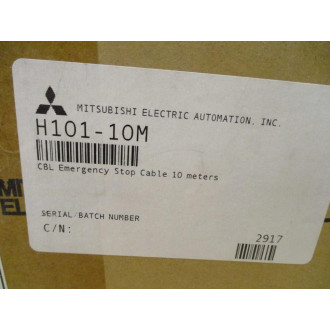 MITSUBISHI ELECTRIC AUTOMATION, INC.
H101-10M
CBL Emergency Stop Cable 10 meters
SERIAL/BATCH NUMBER
C/N:
2917